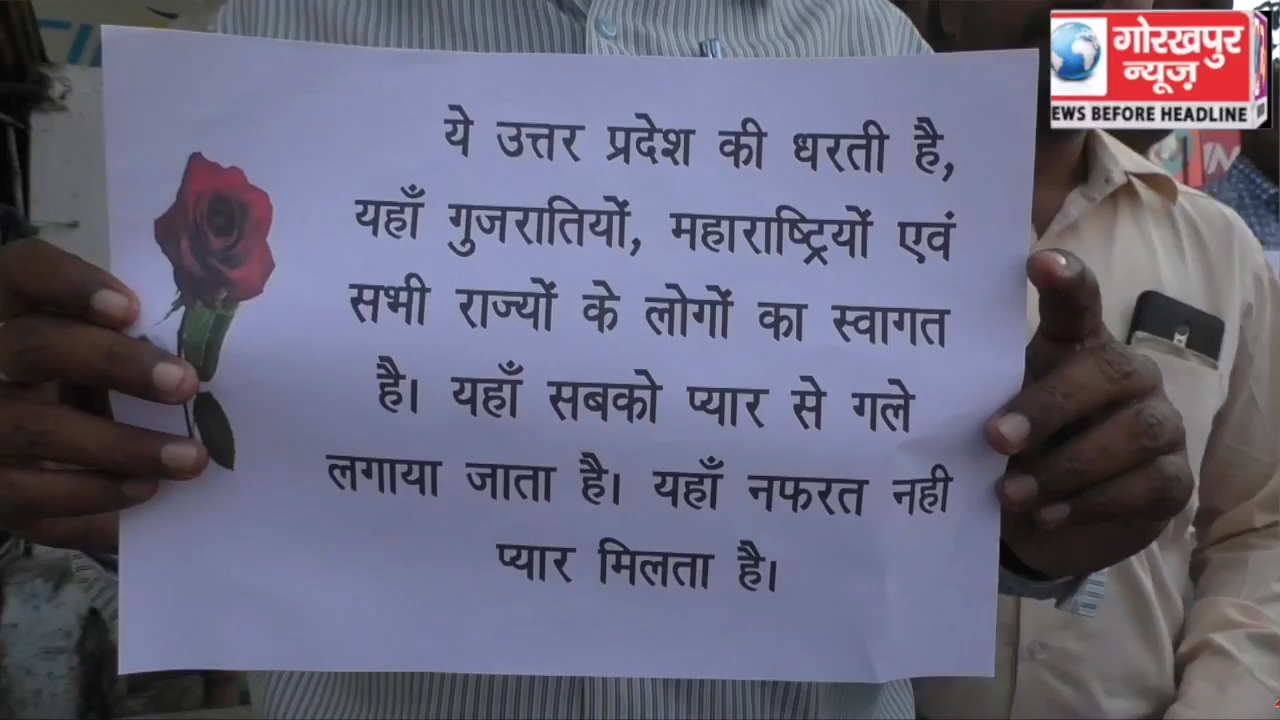 ये उत्तर प्रदेश की धरती है,
यहाँ गुजरातियों, महाराष्ट्रियों एवं
सभी राज्यों के लोगों का स्वागत
है। यहाँ सबको प्यार से गले
लगाया जाता है। यहाँ नफरत नही
प्यार मिलता है।
गोरखपुर
न्यूज़
EWS BEFORE HEADLINE
IN